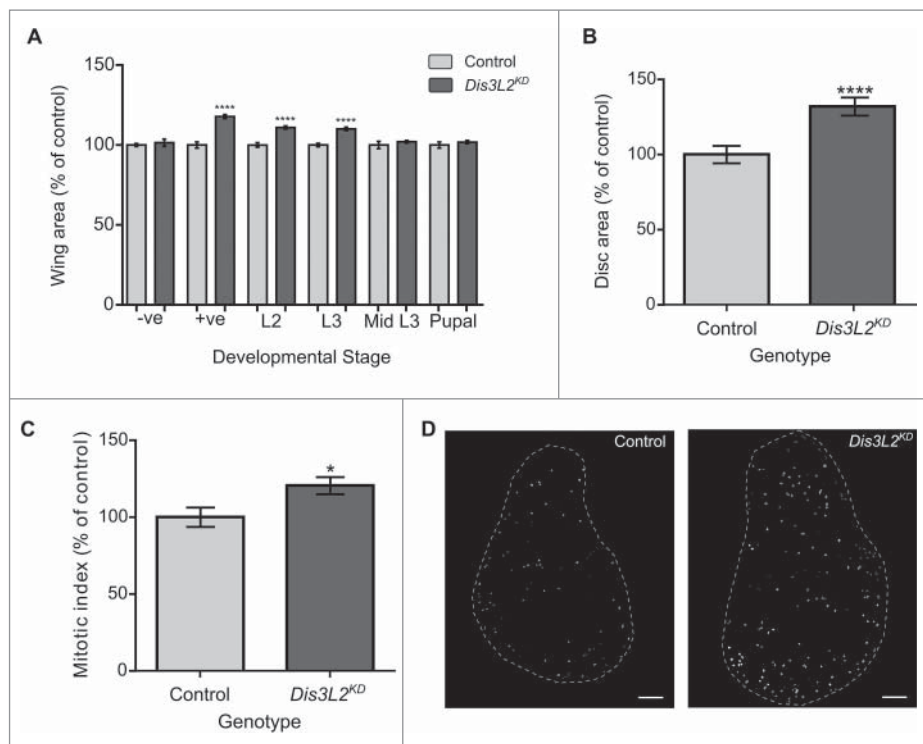 A
150
100
50
0
Wing area (% of control)
Control
Dis3L2KD
****
****
****
-ve +ve L2 L3 Mid L3 Pupal
Developmental Stage
B
150
100
50
0
Disc area (% of control)
****
Control Dis3L2KD
Genotype
C
150
100
50
0
Mitotic index (% of control)
*
Control Dis3L2KD
Genotype
D
Control
Dis3L2KD